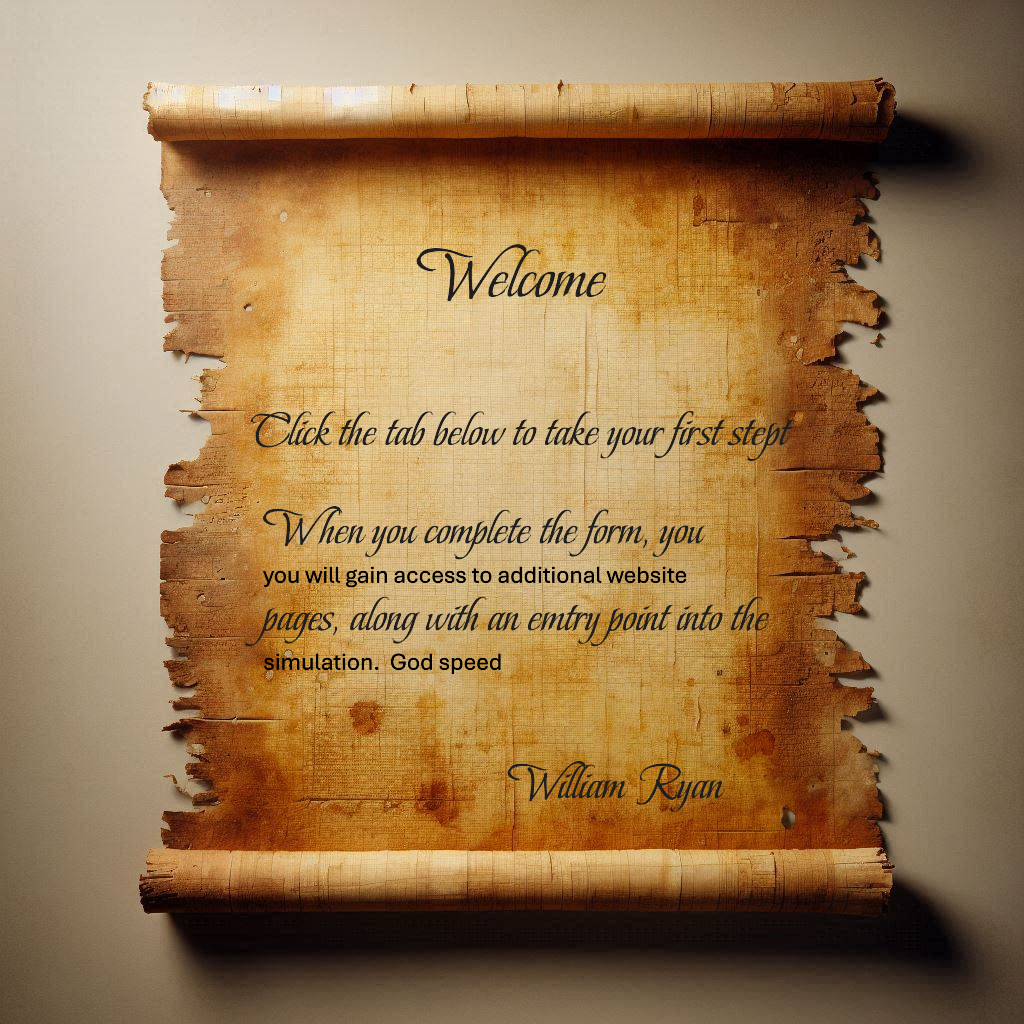 Welcome
Click the tab below to take your first stept
When you complete the form, you
you will gain access to additional website
pages, along with an emtry point into the
simulation. God speed
William Ryan